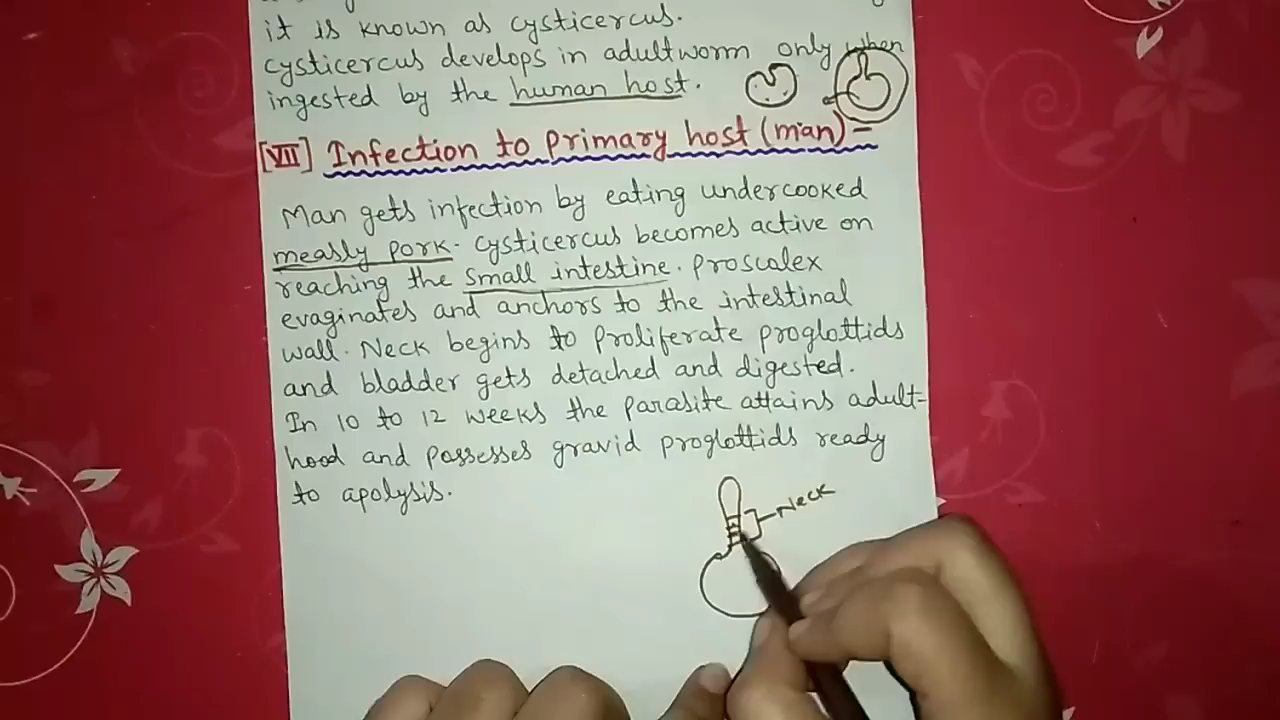 it is known as cysticercus.
cysticercus develops in adultworm only when
ingested by the human host.
[VII] Infection to primary host (man) -
Man gets infection by eating undercooked
measly pork. cysticercus becomes active on
reaching the small intestine. proscolex
evaginates and anchors to the intestinal
wall. Neck begins to proliferate proglottids
and bladder gets detached and digested.
In 10 to 12 weeks the parasite attains adult-
hood and possesses gravid proglottids ready
to apolysis.
Neck